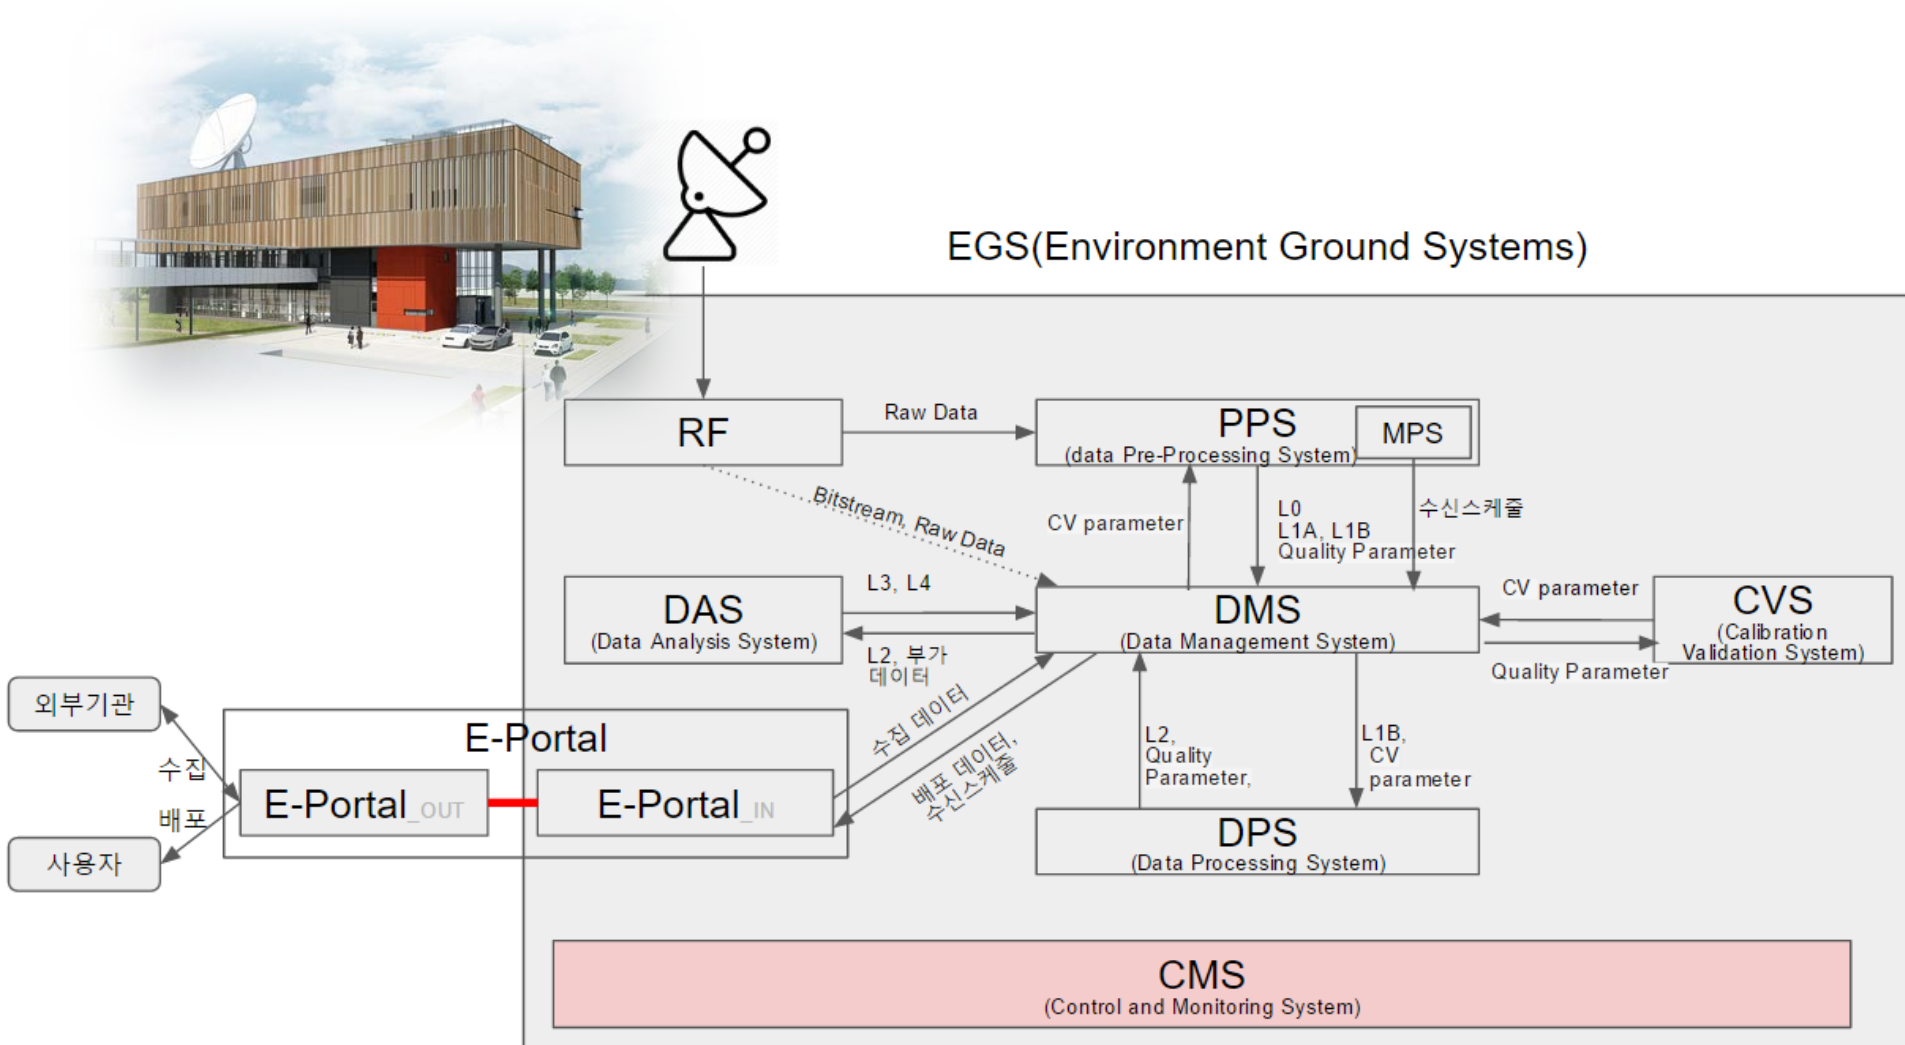 EGS(Environment Ground Systems)
RF
Raw Data
PPS
(data Pre-Processing System)
MPS
Bitstream, Raw Data
CV parameter
L0
L1A, L1B
Quality Parameter
수신스케줄
DAS
(Data Analysis System)
L3, L4
L2, 부가
데이터
DMS
(Data Management System)
CV parameter
Quality Parameter
CVS
(Calibration
Validation System)
외부기관
수집
배포
사용자
E-Portal
E-Portal_OUT
E-Portal_IN
수집 데이터
배포 데이터,
수신스케줄
L2,
Quality
Parameter,
L1B,
CV
parameter
DPS
(Data Processing System)
CMS
(Control and Monitoring System)